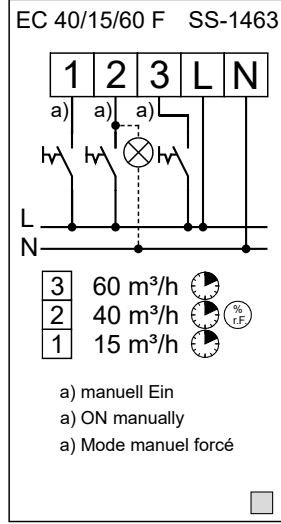 EC 40/15/60 F SS-1463
1 2 3 L N
a) a) a)
L
N
3 60 m³/h
2 40 m³/h % r.F.
1 15 m³/h
a) manuell Ein
a) ON manually
a) Mode manuel forcé